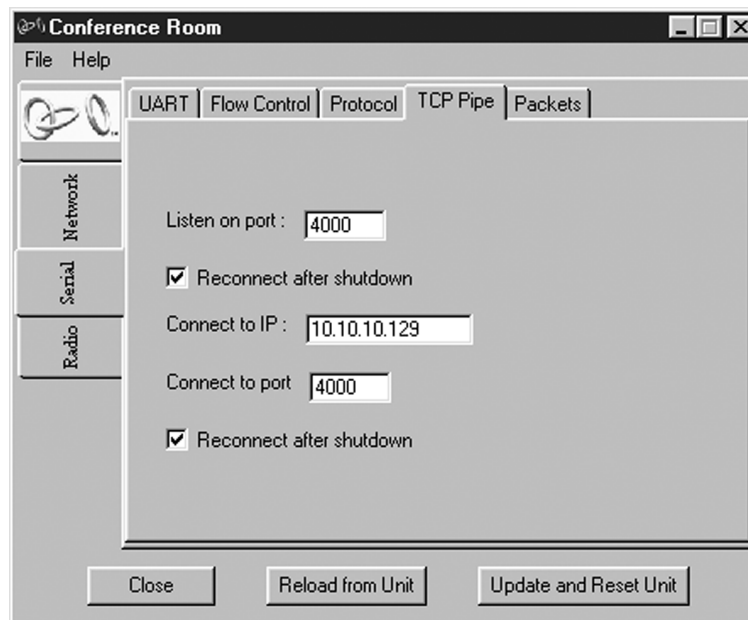 Conference Room
File Help
UART Flow Control Protocol TCP Pipe Packets
Network
Serial
Radio
Listen on port : 4000
Reconnect after shutdown
Connect to IP : 10.10.10.129
Connect to port 4000
Reconnect after shutdown
Close Reload from Unit Update and Reset Unit